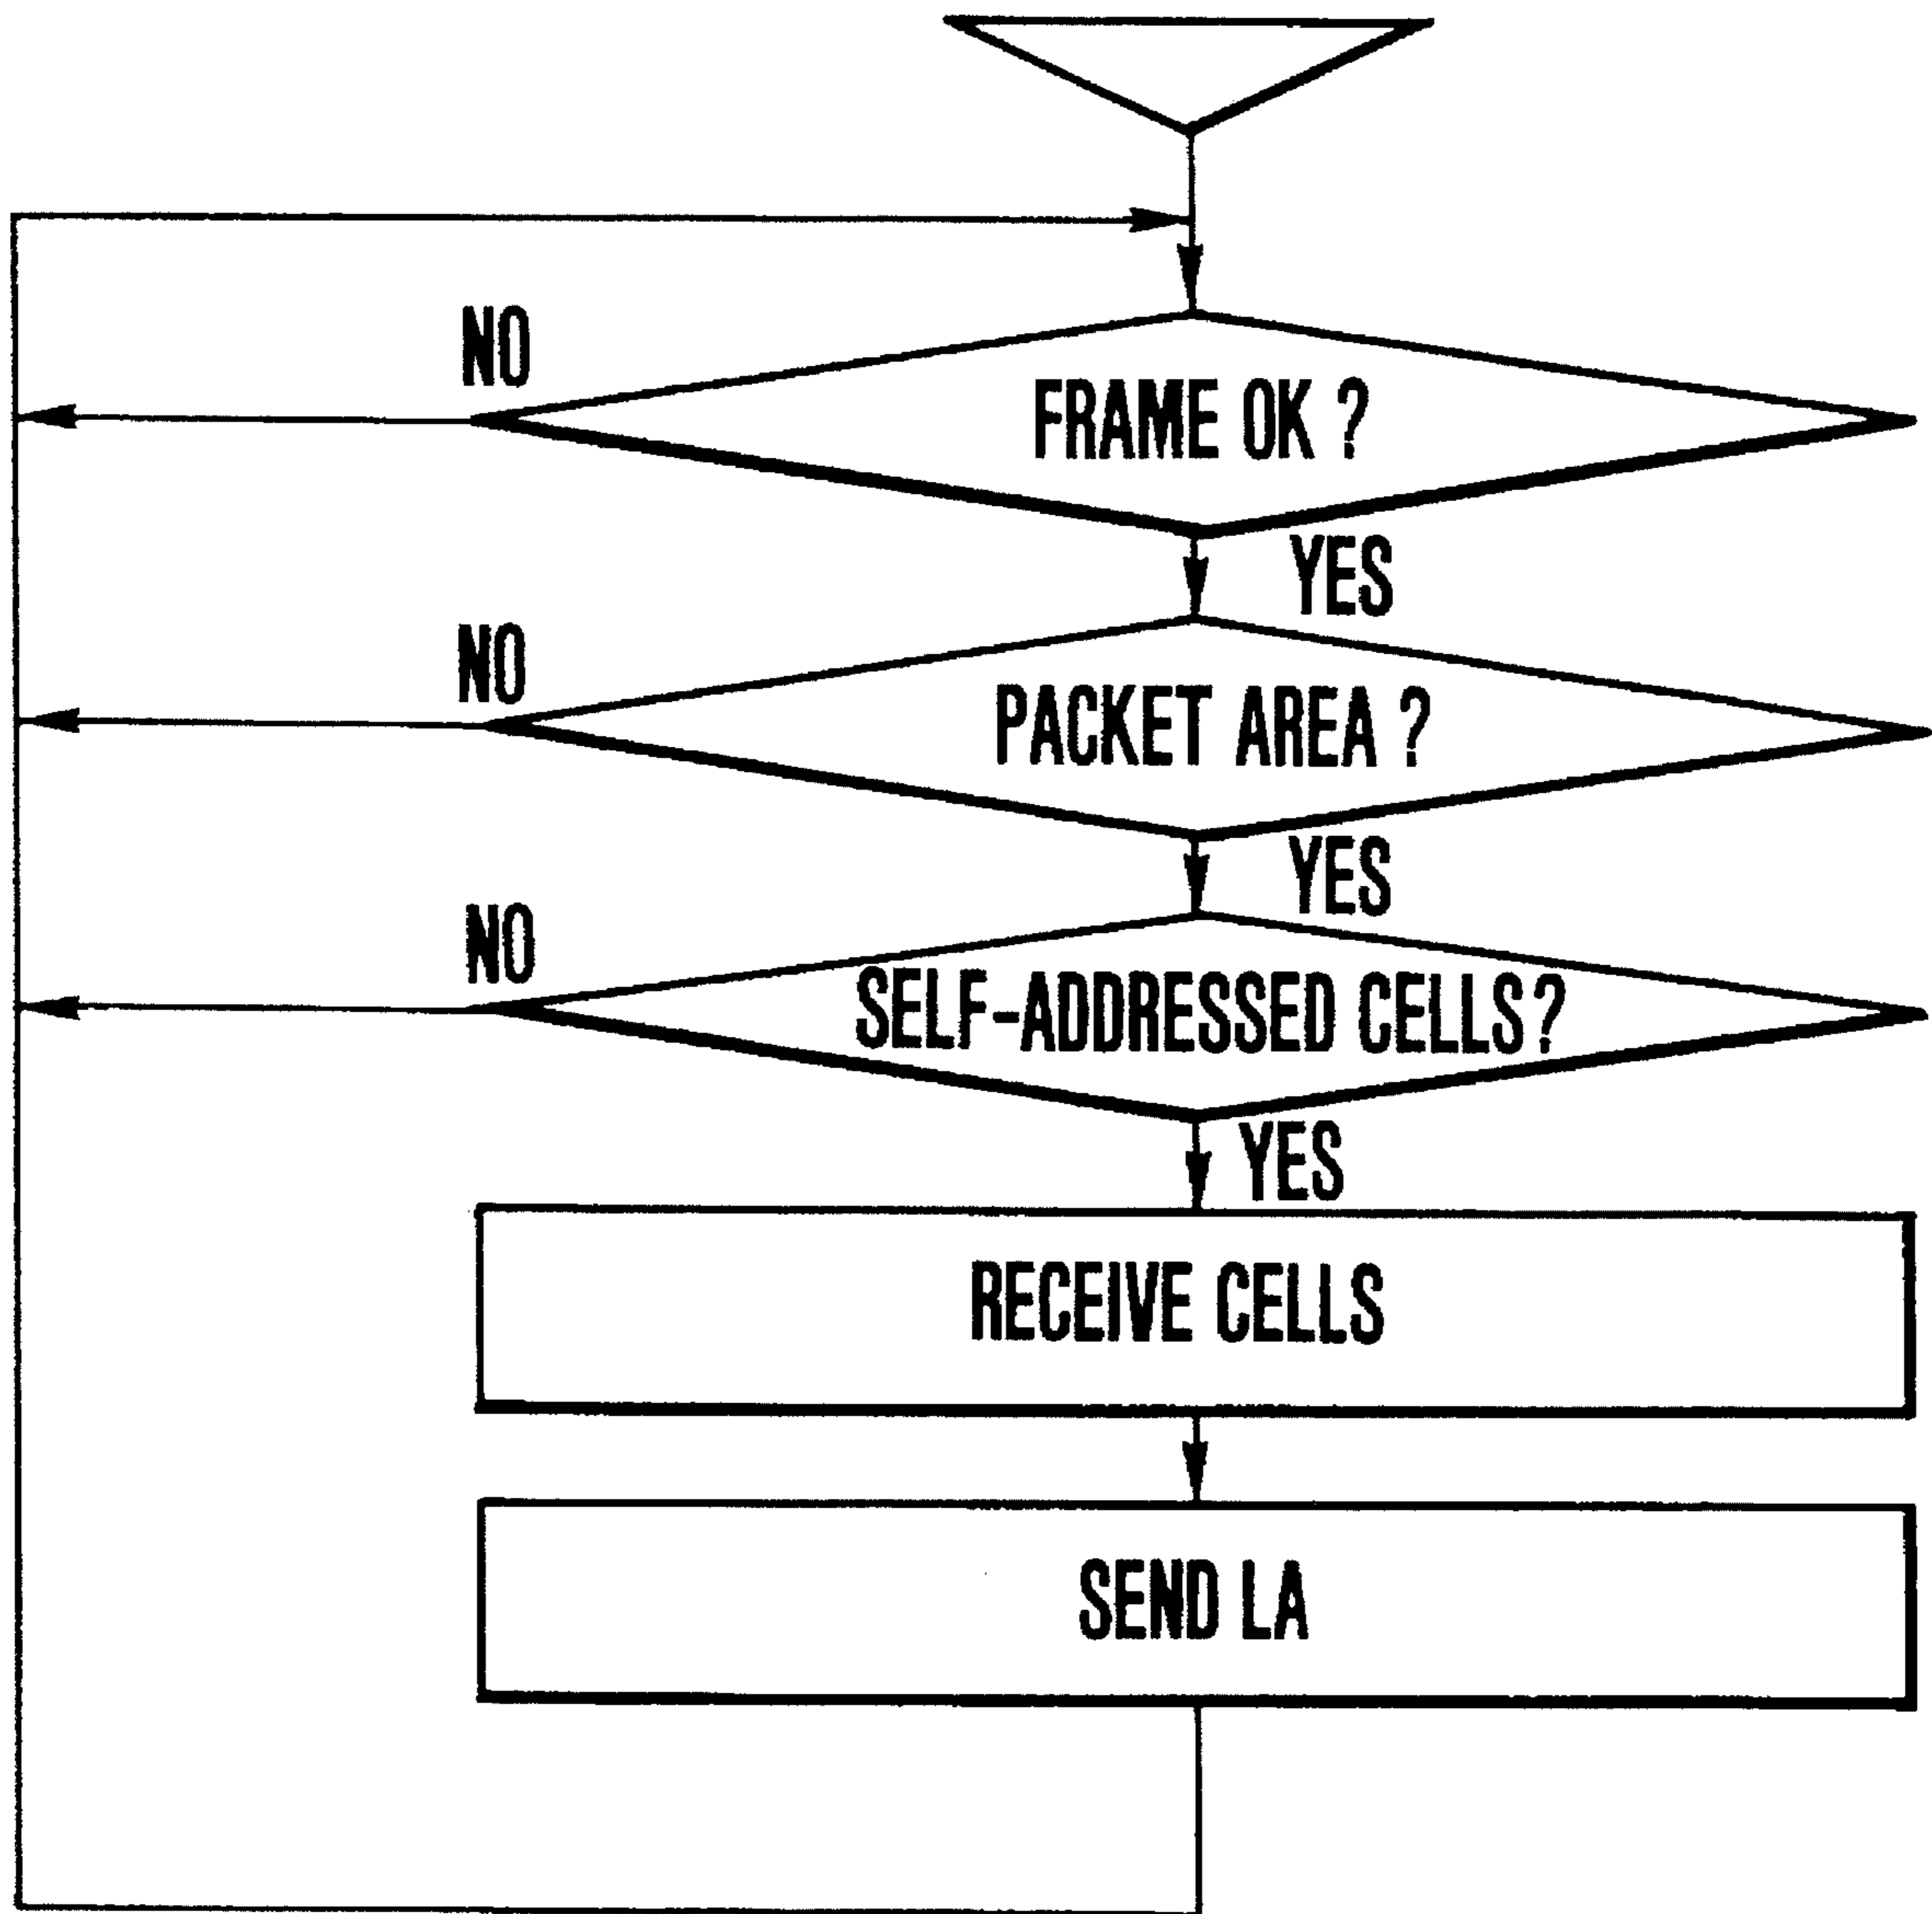 NO
FRAME OK ?
YES
NO
PACKET AREA ?
YES
NO
SELF-ADDRESSED CELLS?
YES
RECEIVE CELLS
SEND LA